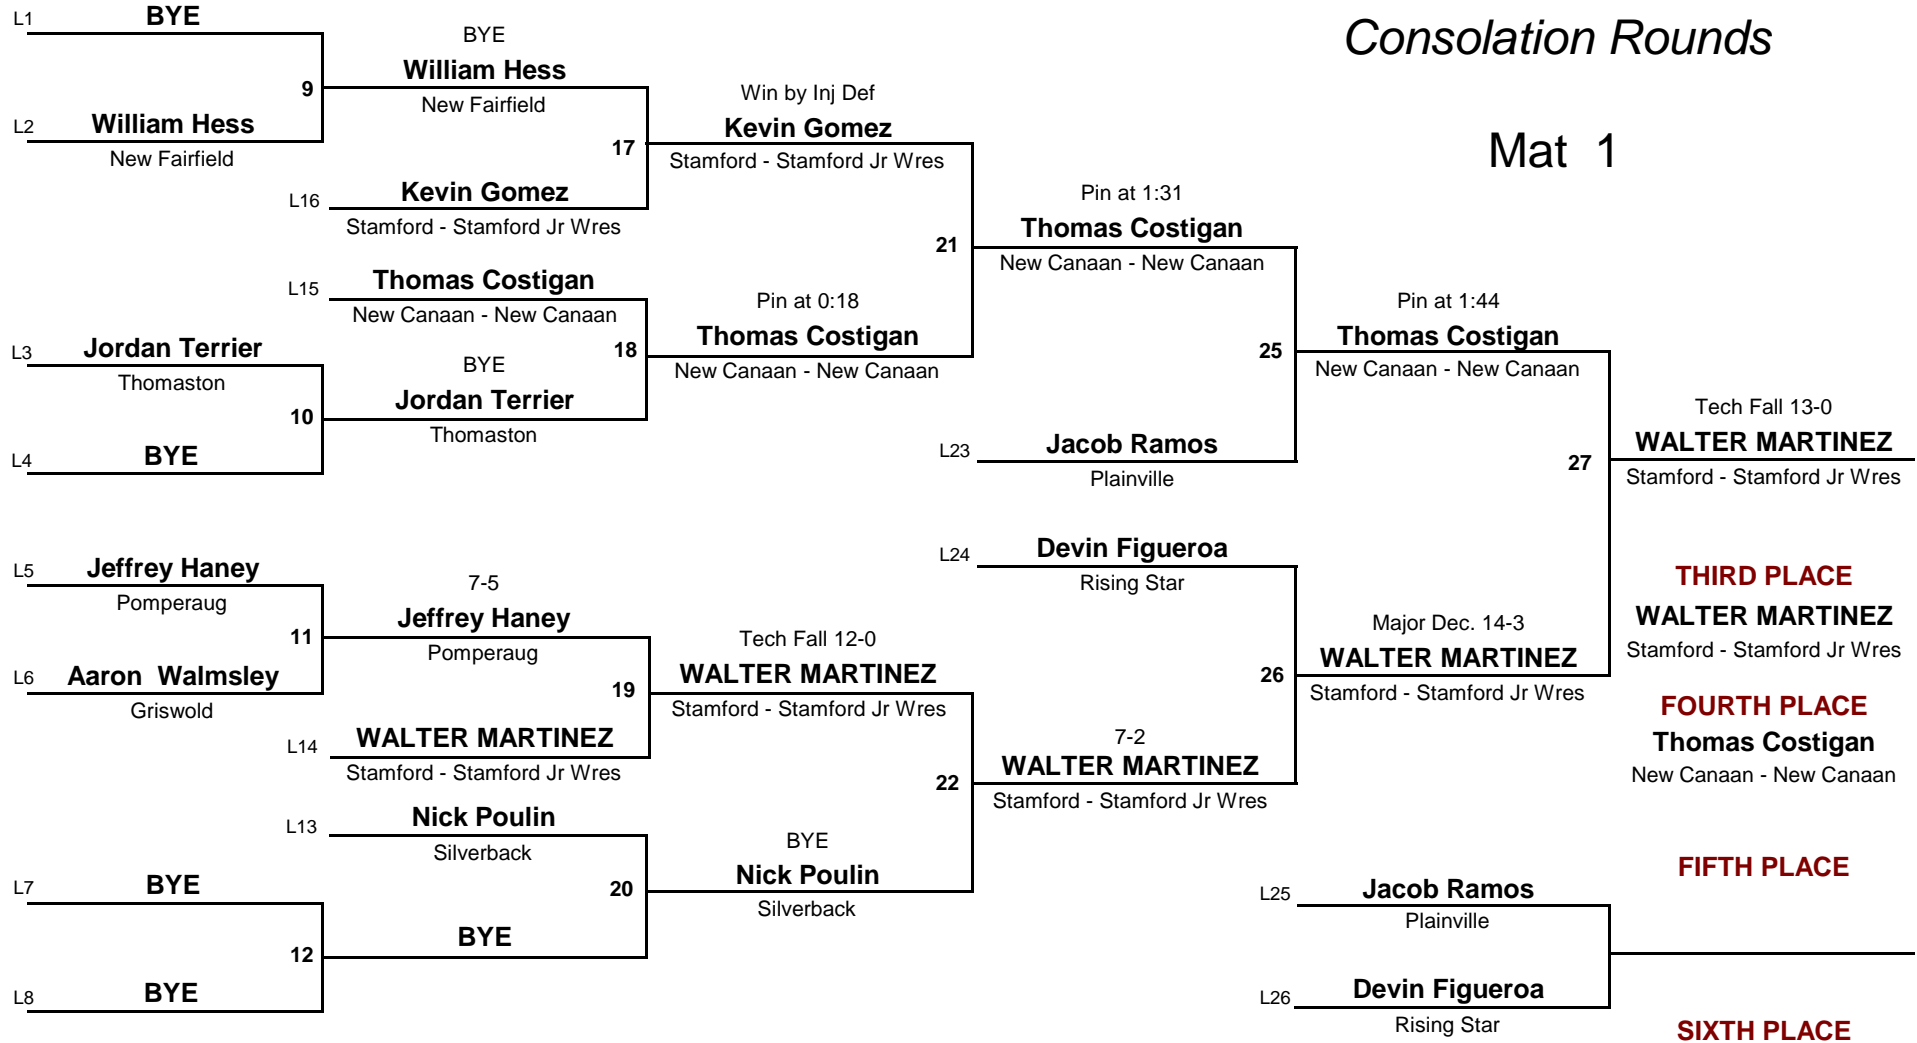 Consolation Rounds
Mat 1
L1 BYE
9
L2 William Hess
New Fairfield
BYE
William Hess
New Fairfield
17
L16 Kevin Gomez
Stamford - Stamford Jr Wres
Win by Inj Def
Kevin Gomez
Stamford - Stamford Jr Wres
21
L15 Thomas Costigan
New Canaan - New Canaan
18
L3 Jordan Terrier
Thomaston
10
L4 BYE
BYE
Jordan Terrier
Thomaston
Pin at 0:18
Thomas Costigan
New Canaan - New Canaan
Pin at 1:31
Thomas Costigan
New Canaan - New Canaan
25
L23 Jacob Ramos
Plainville
Pin at 1:44
Thomas Costigan
New Canaan - New Canaan
27
Tech Fall 13-0
WALTER MARTINEZ
Stamford - Stamford Jr Wres
L5 Jeffrey Haney
Pomperaug
11
L6 Aaron Walmsley
Griswold
7-5
Jeffrey Haney
Pomperaug
19
L14 WALTER MARTINEZ
Stamford - Stamford Jr Wres
Tech Fall 12-0
WALTER MARTINEZ
Stamford - Stamford Jr Wres
22
L13 Nick Poulin
Silverback
20
L7 BYE
12
L8 BYE
BYE
BYE
Nick Poulin
Silverback
L24 Devin Figueroa
Rising Star
26
7-2
WALTER MARTINEZ
Stamford - Stamford Jr Wres
Major Dec. 14-3
WALTER MARTINEZ
Stamford - Stamford Jr Wres
THIRD PLACE
WALTER MARTINEZ
Stamford - Stamford Jr Wres
FOURTH PLACE
Thomas Costigan
New Canaan - New Canaan
FIFTH PLACE
L25 Jacob Ramos
Plainville
L26 Devin Figueroa
Rising Star
SIXTH PLACE